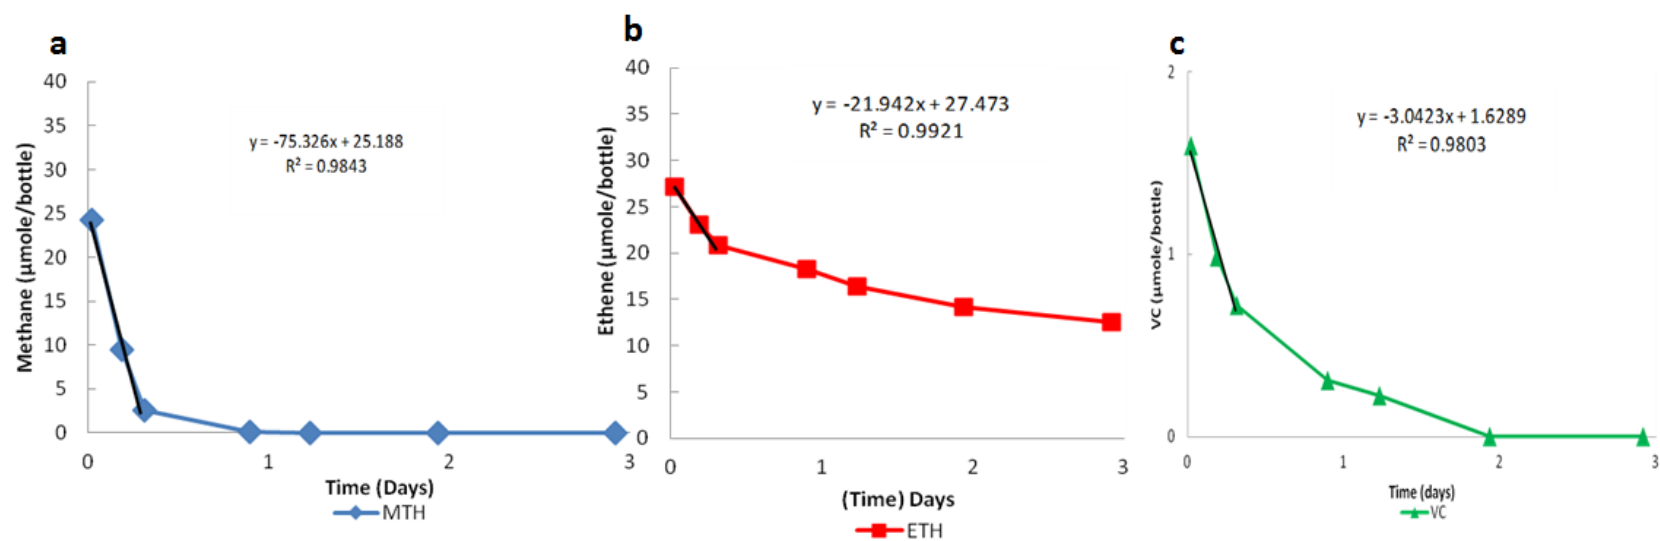 a
Methane (µmole/bottle)
40
35
30
25
20
15
10
5
0
y = -75.326x + 25.188
R² = 0.9843
0 1 2 3
Time (Days)
MTH
b
Ethene (µmole/bottle)
40
35
30
25
20
15
10
5
0
y = -21.942x + 27.473
R² = 0.9921
0 1 2 3
(Time) Days
ETH
c
VC (µmole/bottle)
2
1
0
y = -3.0423x + 1.6289
R² = 0.9803
0 1 2 3
Time (days)
VC